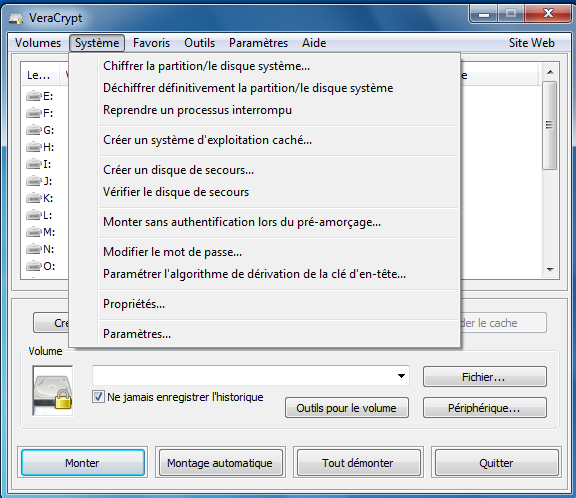 VeraCrypt
Volumes Système Favoris Outils Paramètres Aide Site Web
Le...
Chiffrer la partition/le disque système...
Déchiffrer définitivement la partition/le disque système
Reprendre un processus interrompu
Créer un système d'exploitation caché...
Créer un disque de secours...
Vérifier le disque de secours
Monter sans authentification lors du pré-amorçage...
Modifier le mot de passe...
Paramétrer l'algorithme de dérivation de la clé d'en-tête...
Propriétés...
Paramètres...
E:
F:
G:
H:
I:
J:
K:
L:
M:
N:
O:
der le cache
Volume
Fichier...
Ne jamais enregistrer l'historique
Outils pour le volume
Périphérique...
Monter
Montage automatique
Tout démonter
Quitter